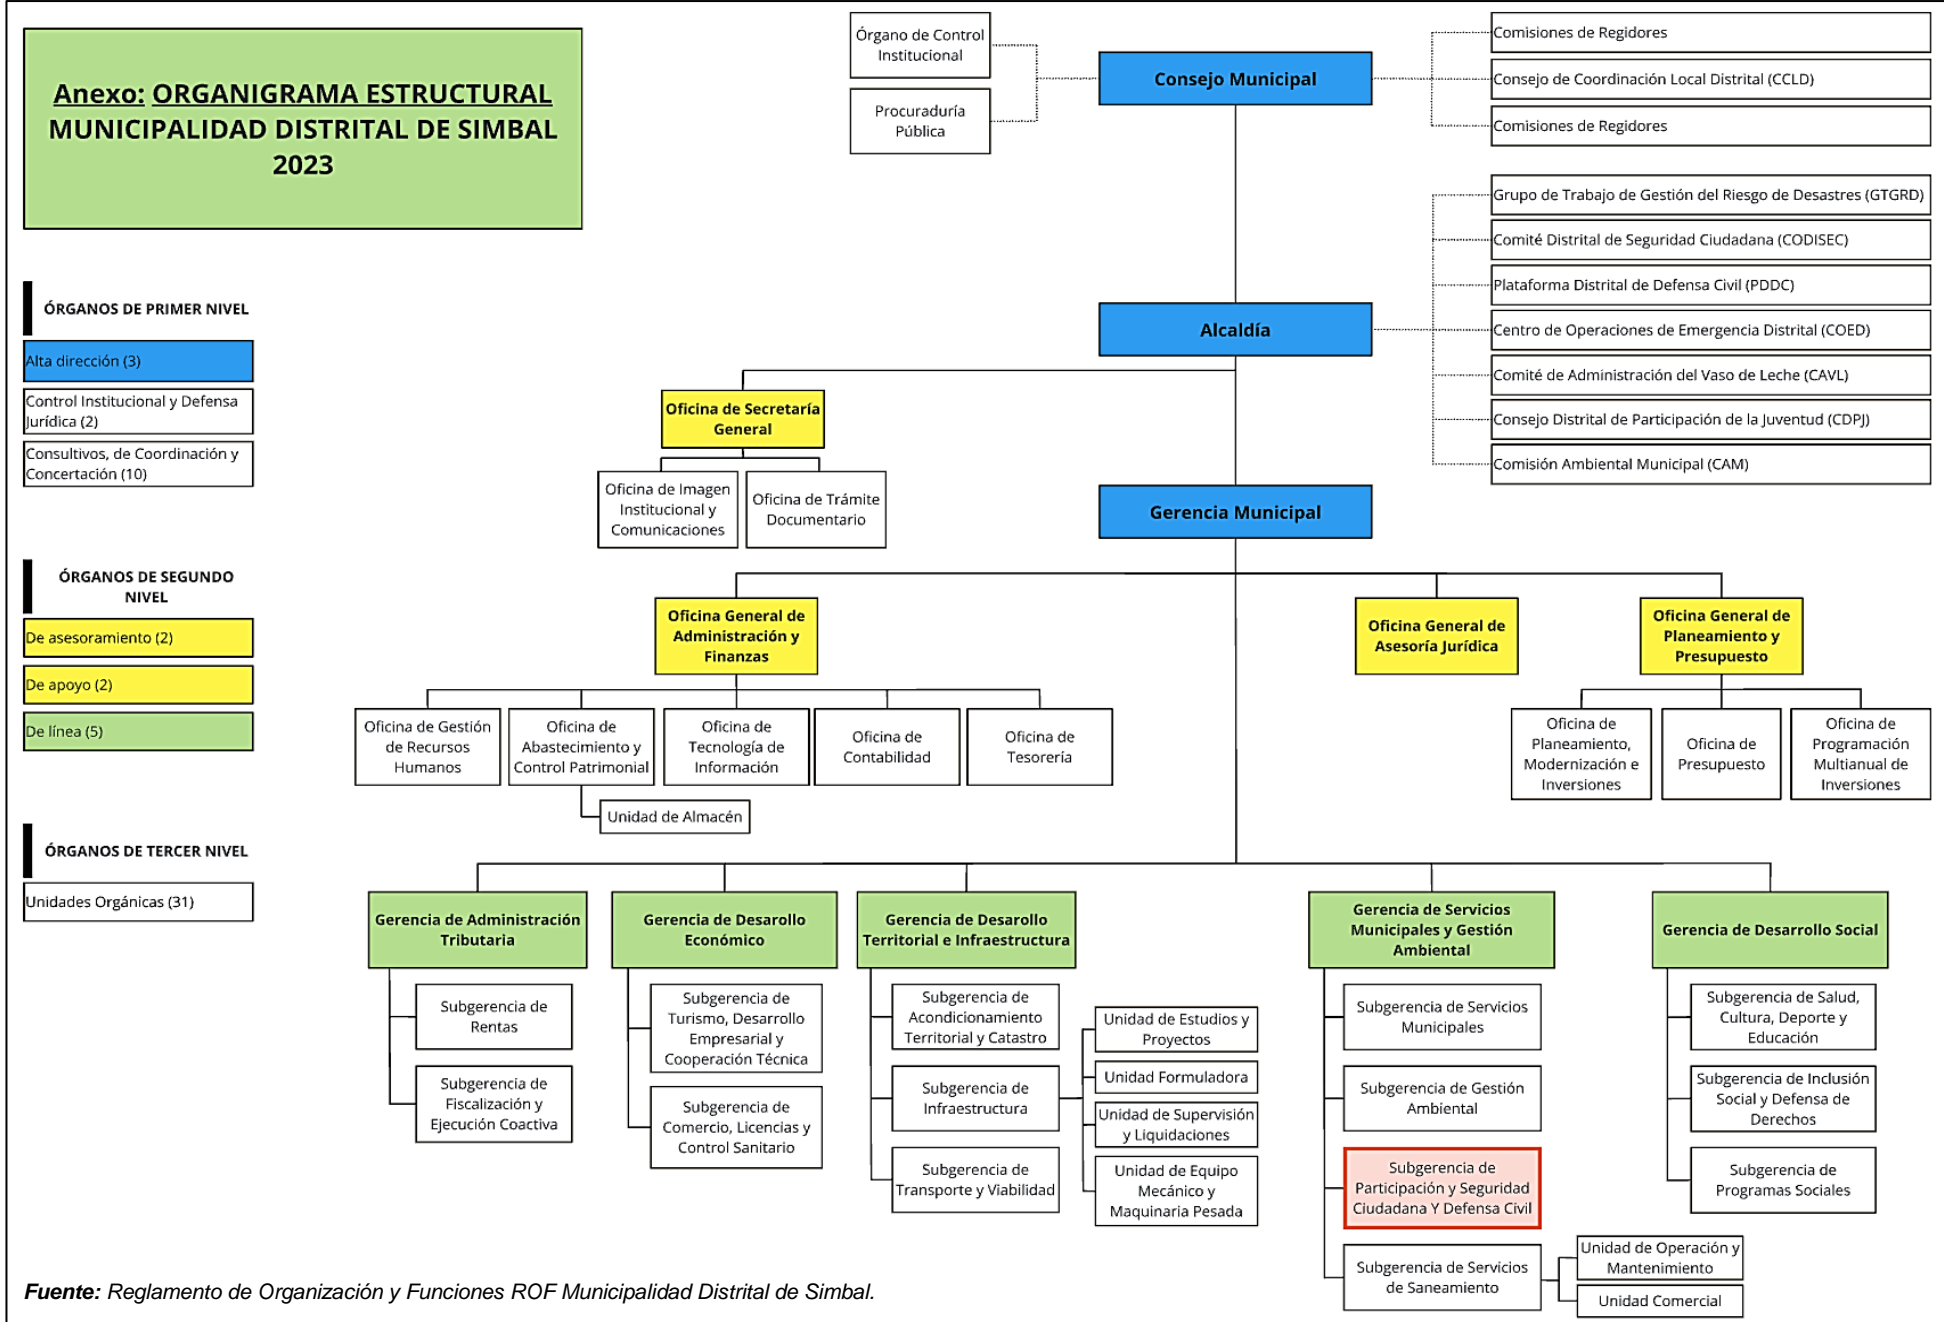 Anexo: ORGANIGRAMA ESTRUCTURAL
MUNICIPALIDAD DISTRITAL DE SIMBAL
2023
Órgano de Control
Institucional
Procuraduría
Pública
Consejo Municipal
Comisiones de Regidores
Consejo de Coordinación Local Distrital (CCLD)
Comisiones de Regidores
Alcaldía
Grupo de Trabajo de Gestión del Riesgo de Desastres (GTGRD)
Comité Distrital de Seguridad Ciudadana (CODISEC)
Plataforma Distrital de Defensa Civil (PDDC)
Centro de Operaciones de Emergencia Distrital (COED)
Comité de Administración del Vaso de Leche (CAVL)
Consejo Distrital de Participación de la Juventud (CDPJ)
Comisión Ambiental Municipal (CAM)
ÓRGANOS DE PRIMER NIVEL
Alta dirección (3)
Control Institucional y Defensa
Jurídica (2)
Consultivos, de Coordinación y
Concertación (10)
Oficina de Secretaría
General
Oficina de Imagen
Institucional y
Comunicaciones
Oficina de Trámite
Documentario
Gerencia Municipal
ÓRGANOS DE SEGUNDO
NIVEL
De asesoramiento (2)
De apoyo (2)
De línea (5)
Oficina General de
Administración y
Finanzas
Oficina General de
Asesoría Jurídica
Oficina General de
Planeamiento y
Presupuesto
Oficina de Gestión
de Recursos
Humanos
Oficina de
Abastecimiento y
Control Patrimonial
Oficina de
Tecnología de
Información
Oficina de
Contabilidad
Oficina de
Tesorería
Unidad de Almacén
Oficina de
Planeamiento,
Modernización e
Inversiones
Oficina de
Presupuesto
Oficina de
Programación
Multianual de
Inversiones
ÓRGANOS DE TERCER NIVEL
Unidades Orgánicas (31)
Gerencia de Administración
Tributaria
Subgerencia de
Rentas
Subgerencia de
Fiscalización y
Ejecución Coactiva
Gerencia de Desarollo
Económico
Subgerencia de
Turismo, Desarrollo
Empresarial y
Cooperación Técnica
Subgerencia de
Comercio, Licencias y
Control Sanitario
Gerencia de Desarollo
Territorial e Infraestructura
Subgerencia de
Acondicionamiento
Territorial y Catastro
Subgerencia de
Infraestructura
Subgerencia de
Transporte y Viabilidad
Unidad de Estudios y
Proyectos
Unidad Formuladora
Unidad de Supervisión
y Liquidaciones
Unidad de Equipo
Mecánico y
Maquinaria Pesada
Gerencia de Servicios
Municipales y Gestión
Ambiental
Subgerencia de Servicios
Municipales
Subgerencia de Gestión
Ambiental
Subgerencia de
Participación y Seguridad
Ciudadana Y Defensa Civil
Subgerencia de Servicios
de Saneamiento
Unidad de Operación y
Mantenimiento
Unidad Comercial
Gerencia de Desarrollo Social
Subgerencia de Salud,
Cultura, Deporte y
Educación
Subgerencia de Inclusión
Social y Defensa de
Derechos
Subgerencia de
Programas Sociales
Fuente: Reglamento de Organización y Funciones ROF Municipalidad Distrital de Simbal.